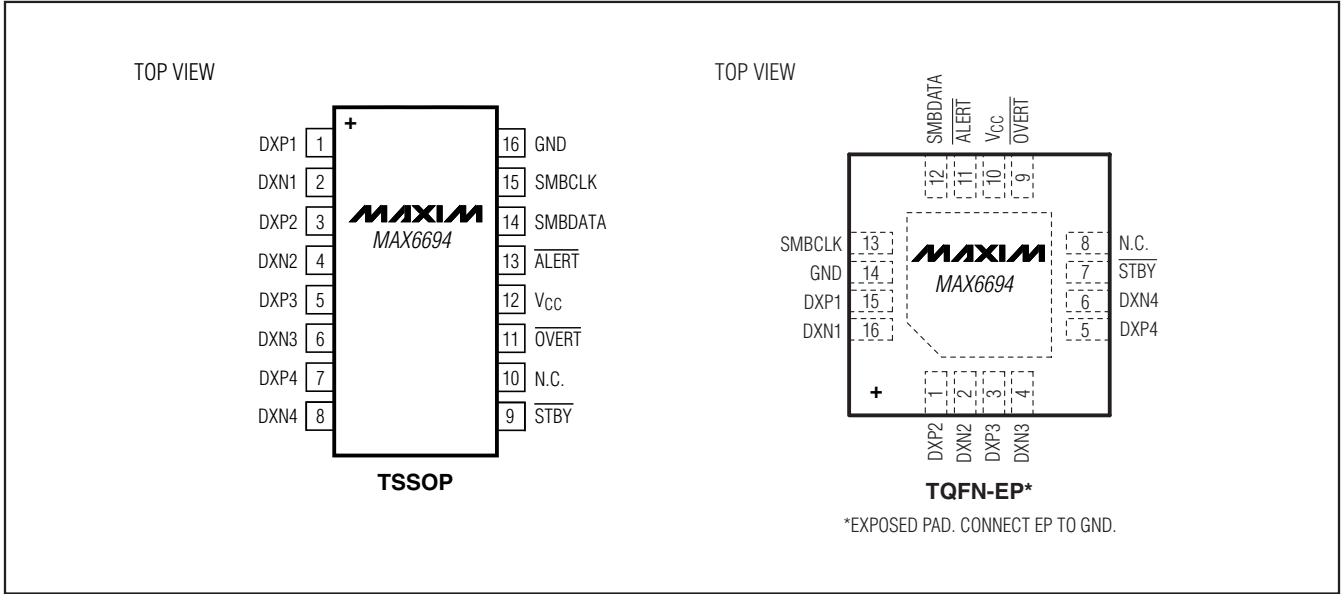 TOP VIEW
+
MAXIM
MAX6694
DXP1 1
DXN1 2
DXP2 3
DXN2 4
DXP3 5
DXN3 6
DXP4 7
DXN4 8
16 GND
15 SMBCLK
14 SMBDATA
13 ALERT
12 VCC
11 OVERT
10 N.C.
9 STBY
TSSOP
TOP VIEW
SMBDATA ALERT VCC OVERT
12 11 10 9
SMBCLK 13
GND 14
DXP1 15
DXN1 16
MAXIM
MAX6694
8 N.C.
7 STBY
6 DXN4
5 DXP4
+
1 2 3 4
DXP2 DXN2 DXP3 DXN3
TQFN-EP*
*EXPOSED PAD. CONNECT EP TO GND.